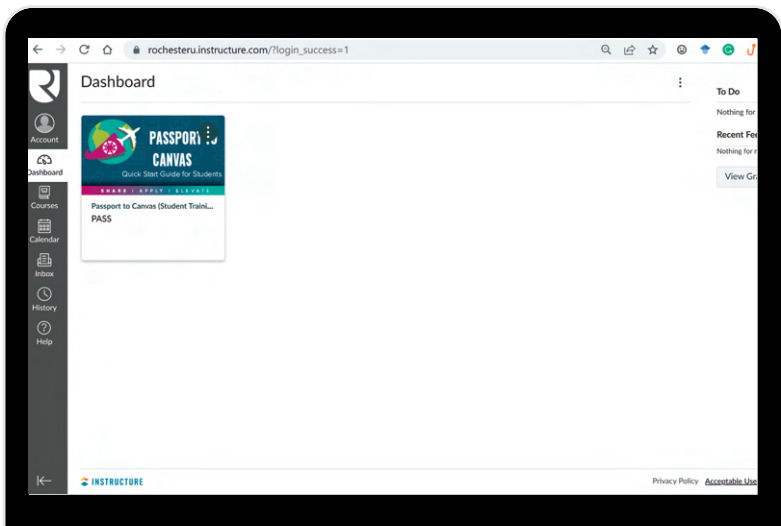 rochesteru.instructure.com/?login_success=1
Dashboard
Account
Dashboard
Courses
Calendar
Inbox
History
Help
PASSPORT TO
CANVAS
Quick Start Guide for Students
SHARE | APPLY | ELEVATE
Passport to Canvas (Student Traini...
PASS
To Do
Nothing for
Recent Fee
Nothing for r
View Gra
INSTRUCTURE
Privacy Policy Acceptable Use